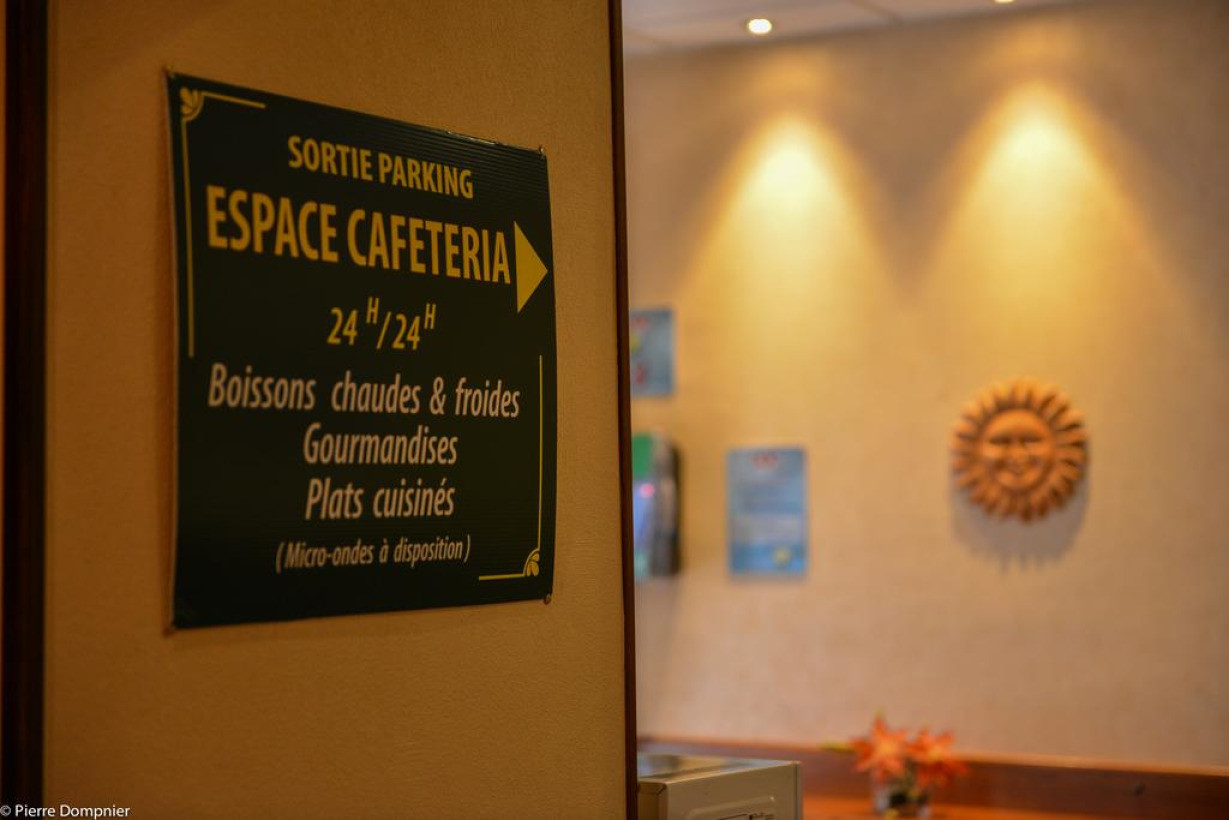 SORTIE PARKING
ESPACE CAFETERIA
24 H/24 H
Boissons chaudes & froides
Gourmandises
Plats cuisinés
(Micro-ondes à disposition)
© Pierre Dompnier